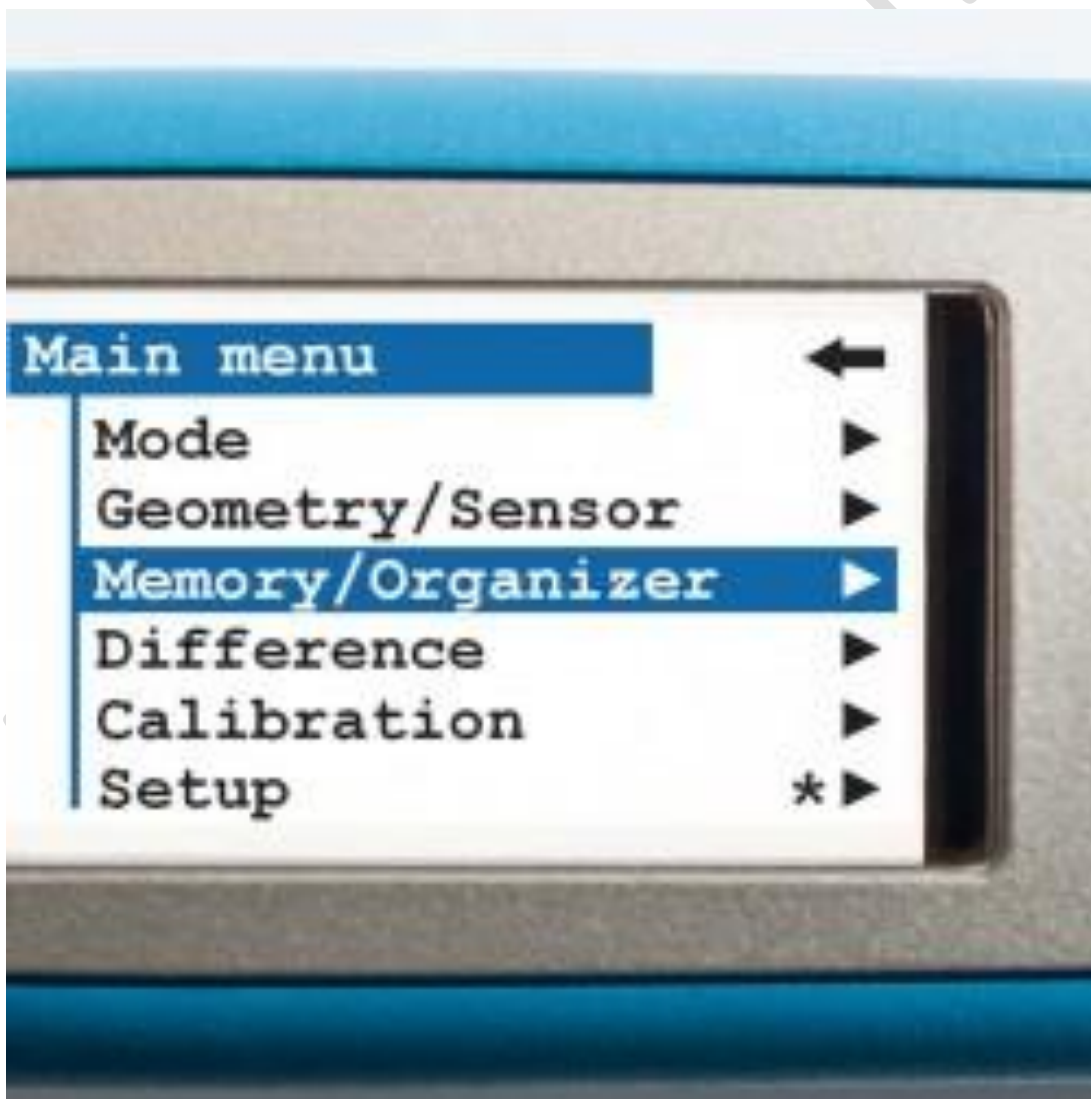 Main menu
Mode
Geometry/Sensor
Memory/Organizer
Difference
Calibration
Setup *